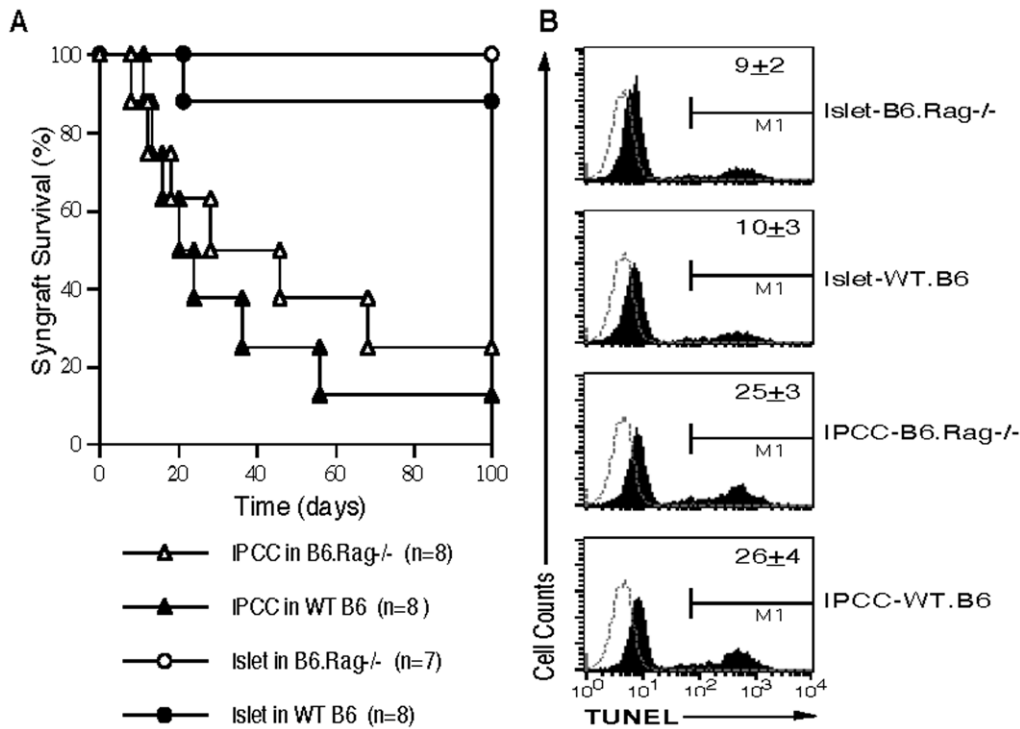 A
Syngraft Survival (%)
100
80
60
40
20
0
0 20 40 60 80 100
Time (days)
IPCC in B6.Rag-/- (n=8)
IPCC in WT B6 (n=8 )
Islet in B6.Rag-/- (n=7)
Islet in WT B6 (n=8)
B
Cell Counts
9±2
M1
Islet-B6.Rag-/-
10±3
M1
Islet-WT.B6
25±3
M1
IPCC-B6.Rag-/-
26±4
M1
IPCC-WT.B6
10⁰ 10¹ 10² 10³ 10⁴
TUNEL